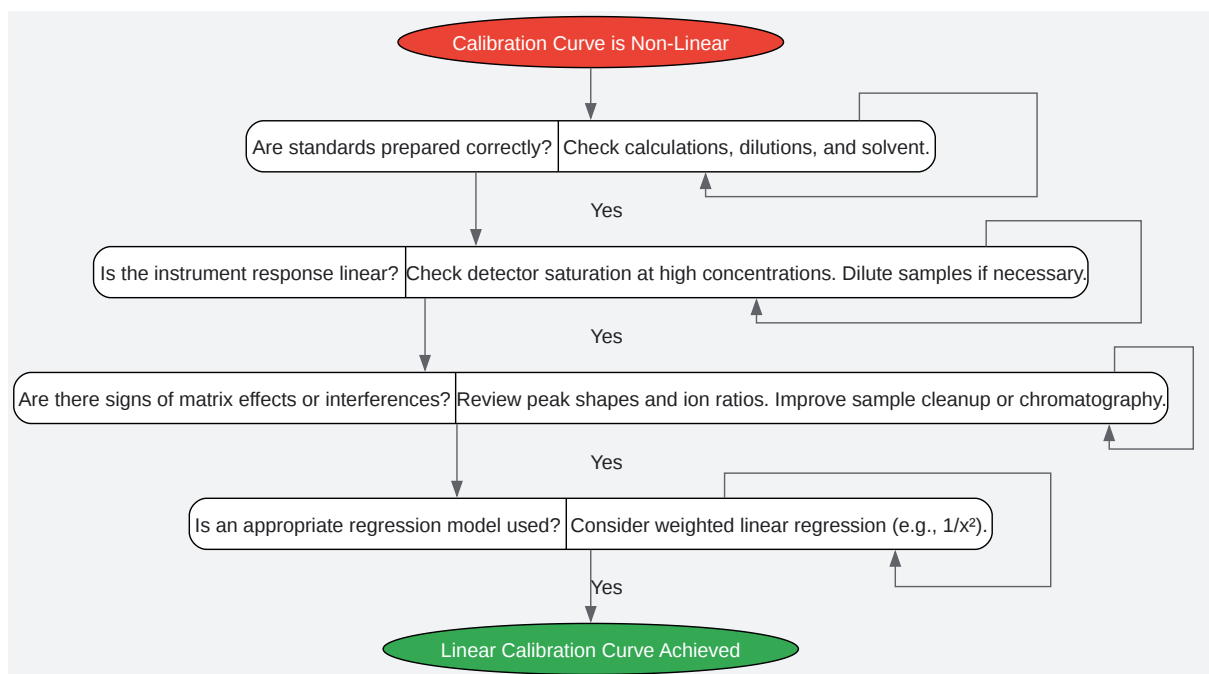 Calibration Curve is Non-Linear
Are standards prepared correctly? Check calculations, dilutions, and solvent.
Yes
Is the instrument response linear? Check detector saturation at high concentrations. Dilute samples if necessary.
Yes
Are there signs of matrix effects or interferences? Review peak shapes and ion ratios. Improve sample cleanup or chromatography.
Yes
Is an appropriate regression model used? Consider weighted linear regression (e.g., 1/x²).
Yes
Linear Calibration Curve Achieved